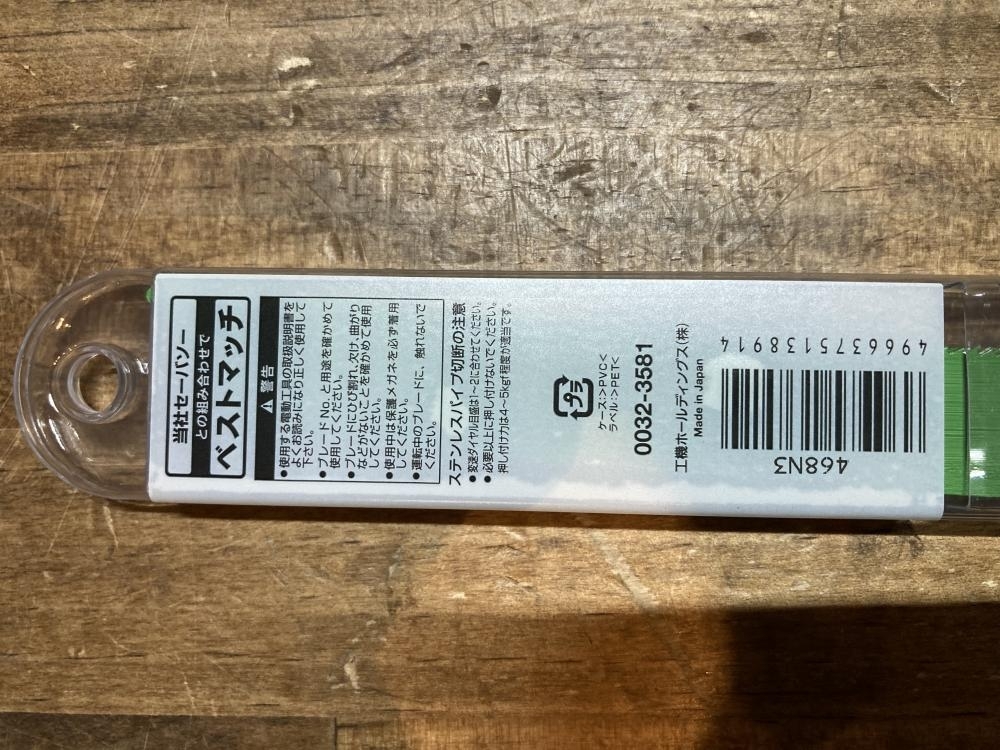 当社セーバソー
との組み合わせで
ベストマッチ
⚠ 警告
●使用する電動工具の取扱説明書を
よくお読みになり正しく使用して
下さい。
●ブレードNo.と用途を確かめて
使用してください。
●ブレードにひび割れ、欠け、曲がり
などがないことを確かめて使用
してください。
●使用中は保護メガネを必ず着用
してください。
●運転中のブレードに、触れないで
ください。
ステンレスパイプ切断の注意
●変速ダイヤル目盛は1~2に合わせてください。
●必要以上に押し付けないでください。
押し付け力は4~5kgf程度が適当です。
プラ
ケース:>PVC<
ラベル:>PET<
0032-3581
工機ホールディングス(株)
Made in Japan
4966375138914
468N3